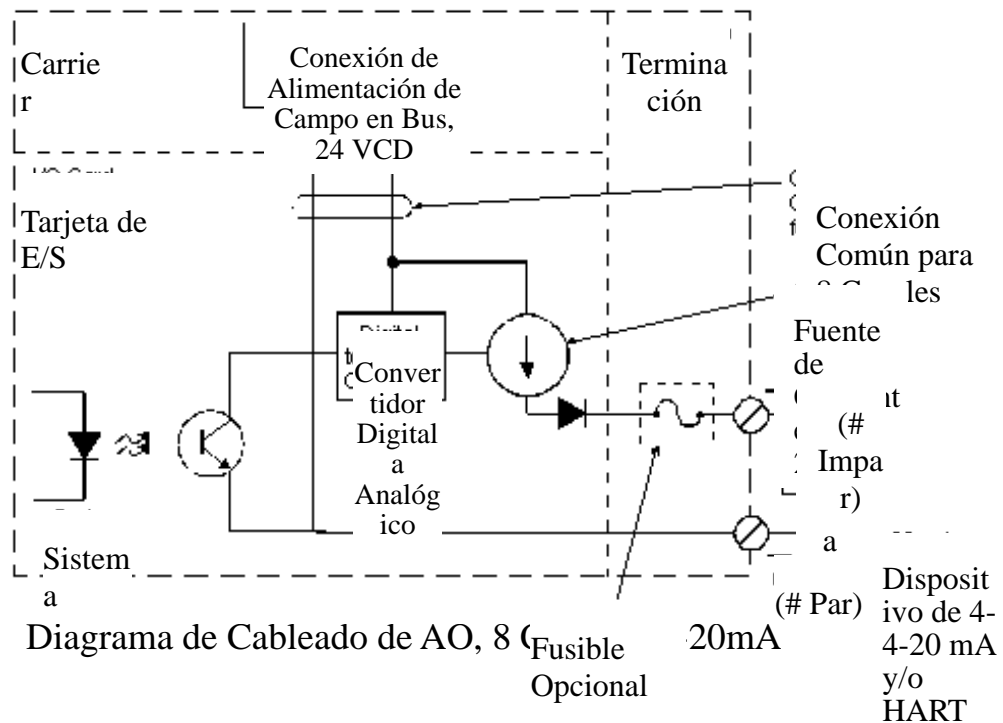 Carrie
r
Conexión de
Alimentación de
Campo en Bus,
24 VCD
Termina
ción
Tarjeta de
E/S
Conexión
Común para
les
Fuente
de
Conver
tidor
Digital
a
Analóg
ico
(#
Impa
r)
a
Sistem
a
(# Par)
Disposit
ivo de 4-
4-20 mA
y/o
HART
Diagrama de Cableado de AO, 8 20mA
Fusible
Opcional